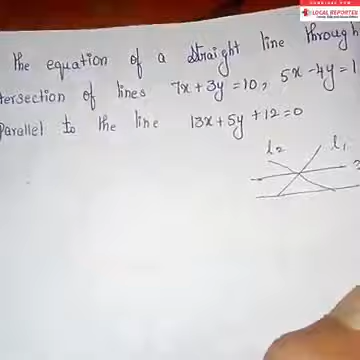 LOCAL REPORTER
the equation of a straight line through
tersection of lines 7x + 3y = 10, 5x - 4y = 1
Parallel to the line 13x + 5y + 12 = 0
l₂ l₁